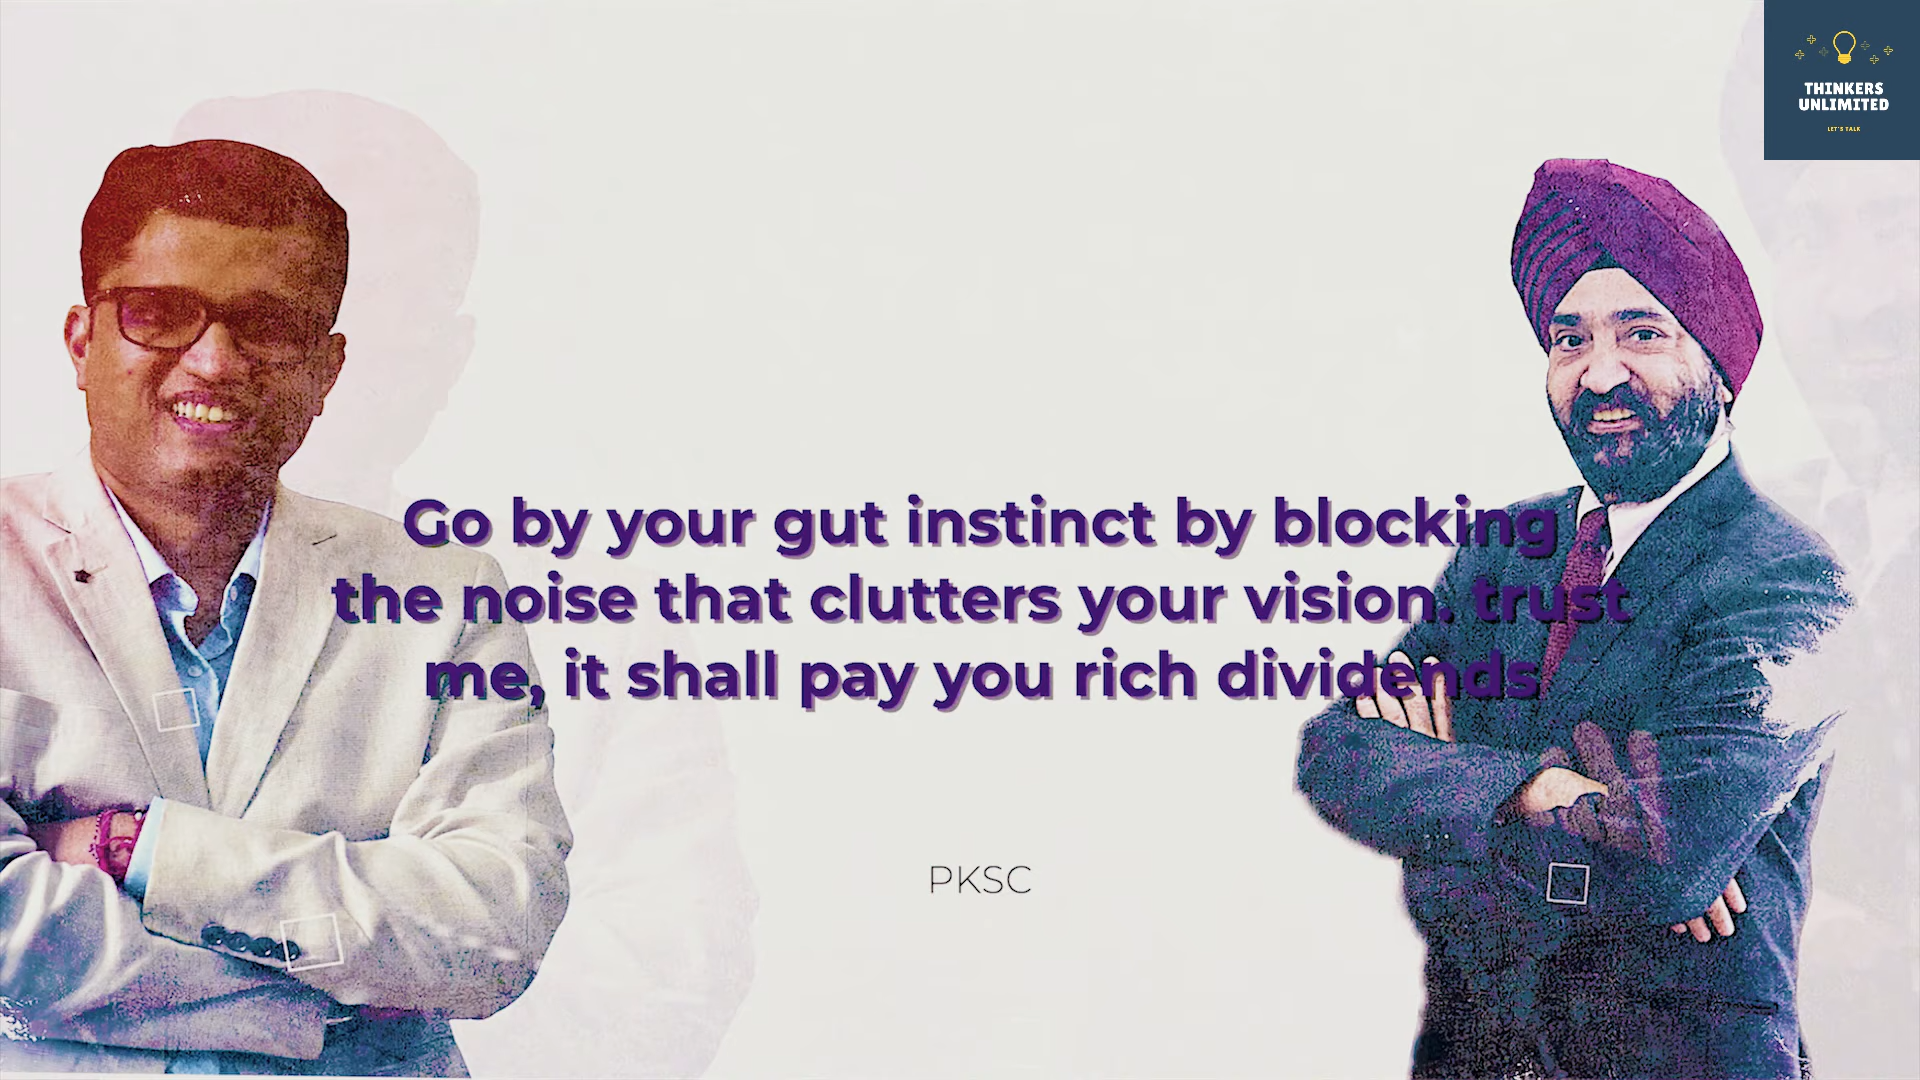 THINKERS
UNLIMITED
LET'S TALK
Go by your gut instinct by blocking
the noise that clutters your vision. trust
me, it shall pay you rich dividends
PKSC